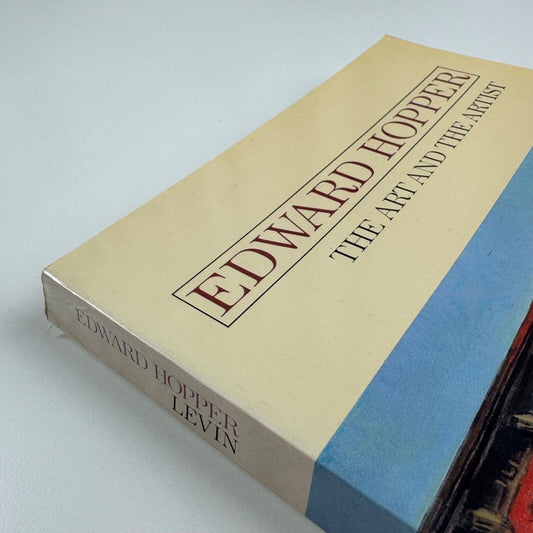 EDWARD HOPPER
THE ART AND THE ARTIST
EDWARD HOPPER
LEVIN